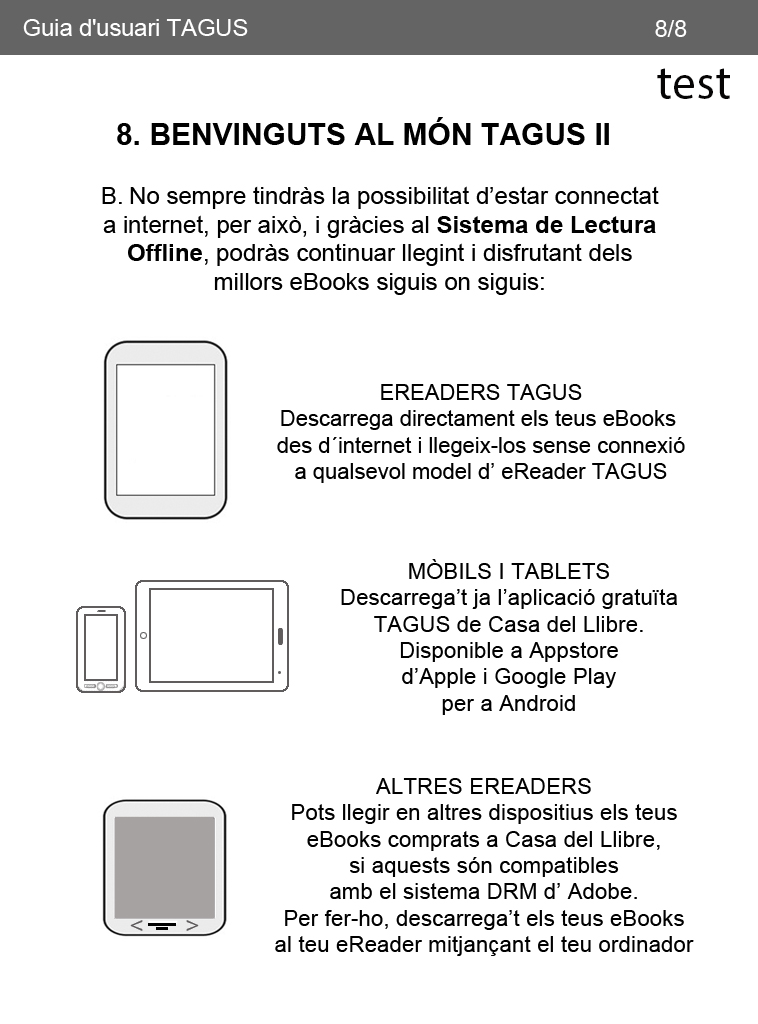 Guia d'usuari TAGUS 8/8
test
8. BENVINGUTS AL MÓN TAGUS II
B. No sempre tindràs la possibilitat d’estar connectat
a internet, per això, i gràcies al Sistema de Lectura
Offline, podràs continuar llegint i disfrutant dels
millors eBooks siguis on siguis:
EREADERS TAGUS
Descarrega directament els teus eBooks
des d´internet i llegeix-los sense connexió
a qualsevol model d’ eReader TAGUS
MÒBILS I TABLETS
Descarrega’t ja l’aplicació gratuïta
TAGUS de Casa del Llibre.
Disponible a Appstore
d’Apple i Google Play
per a Android
ALTRES EREADERS
Pots llegir en altres dispositius els teus
eBooks comprats a Casa del Llibre,
si aquests són compatibles
amb el sistema DRM d’ Adobe.
Per fer-ho, descarrega’t els teus eBooks
al teu eReader mitjançant el teu ordinador